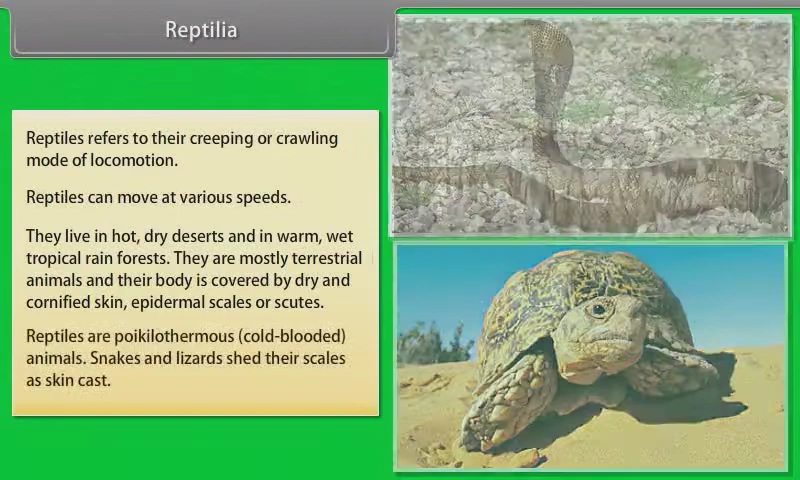 Reptilia
Reptiles refers to their creeping or crawling
mode of locomotion.
Reptiles can move at various speeds.
They live in hot, dry deserts and in warm, wet
tropical rain forests. They are mostly terrestrial
animals and their body is covered by dry and
cornified skin, epidermal scales or scutes.
Reptiles are poikilothermous (cold-blooded)
animals. Snakes and lizards shed their scales
as skin cast.